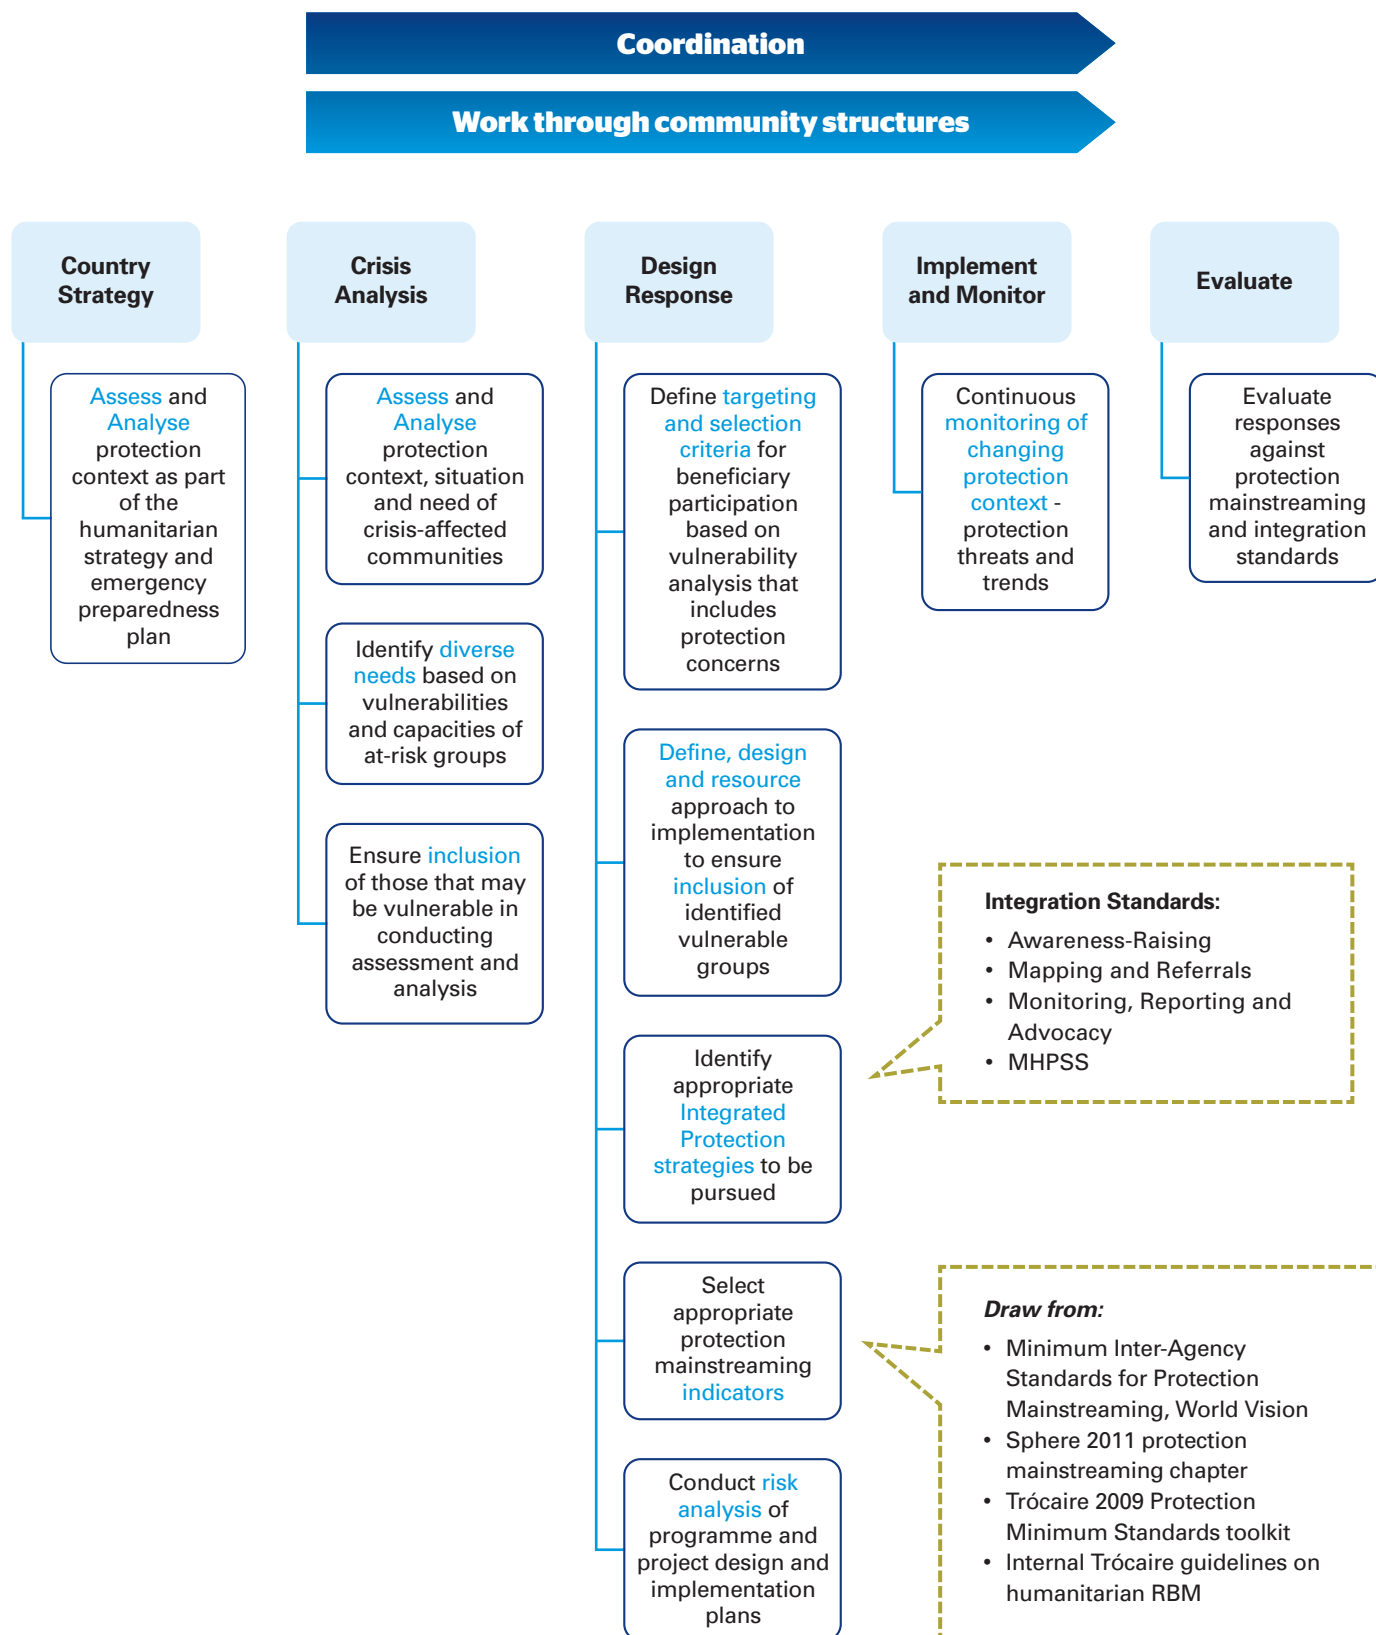 Coordination
Work through community structures
Country
Strategy
Assess and
Analyse
protection
context as part
of the
humanitarian
strategy and
emergency
preparedness
plan
Crisis
Analysis
Assess and
Analyse
protection
context, situation
and need of
crisis-affected
communities
Identify diverse
needs based on
vulnerabilities
and capacities of
at-risk groups
Ensure inclusion
of those that may
be vulnerable in
conducting
assessment and
analysis
Design
Response
Define targeting
and selection
criteria for
beneficiary
participation
based on
vulnerability
analysis that
includes
protection
concerns
Define, design
and resource
approach to
implementation
to ensure
inclusion of
identified
vulnerable
groups
Identify
appropriate
Integrated
Protection
strategies to be
pursued
Select
appropriate
protection
mainstreaming
indicators
Conduct risk
analysis of
programme and
project design and
implementation
plans
Implement
and Monitor
Continuous
monitoring of
changing
protection
context -
protection
threats and
trends
Evaluate
Evaluate
responses
against
protection
mainstreaming
and integration
standards
Integration Standards:
• Awareness-Raising
• Mapping and Referrals
• Monitoring, Reporting and
Advocacy
• MHPSS
Draw from:
• Minimum Inter-Agency
Standards for Protection
Mainstreaming, World Vision
• Sphere 2011 protection
mainstreaming chapter
• Trócaire 2009 Protection
Minimum Standards toolkit
• Internal Trócaire guidelines on
humanitarian RBM